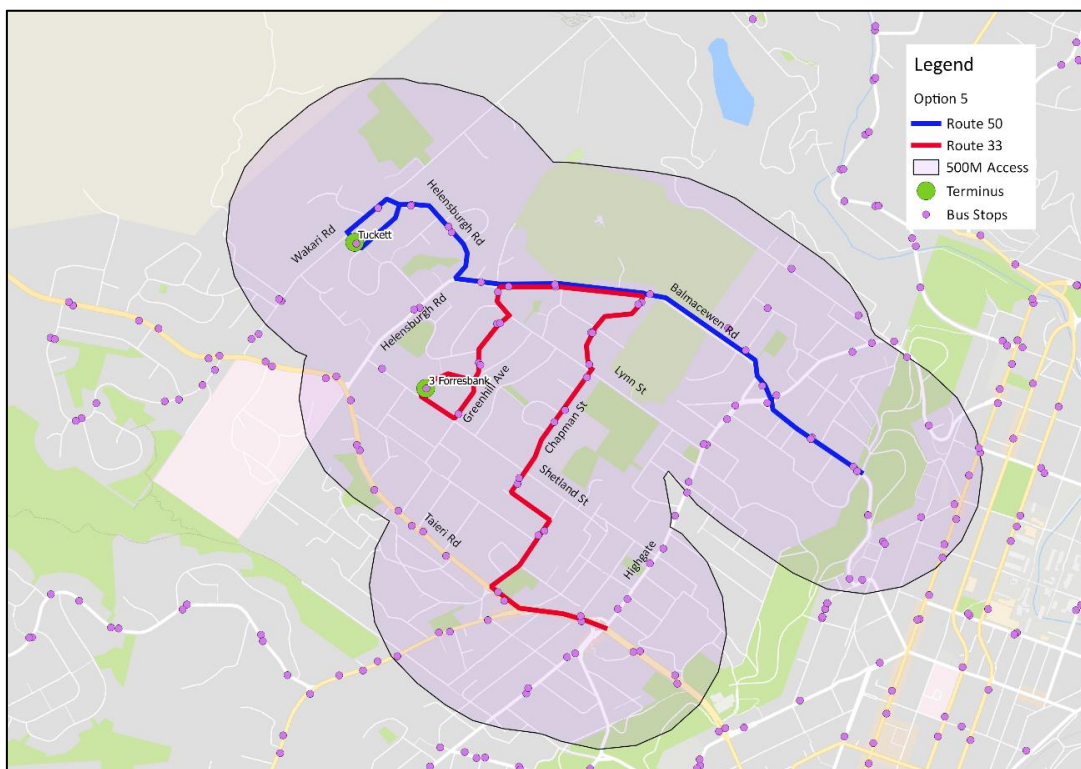 Legend
Option 5
Route 50
Route 33
500M Access
Terminus
Bus Stops
Helensburgh Rd
Wakari Rd
Tuckett
Helensburgh Rd
Balmacewen Rd
3 Forresbank
Greenhill Ave
Lynn St
Chapman St
Shetland St
Taieri Rd
Highgate